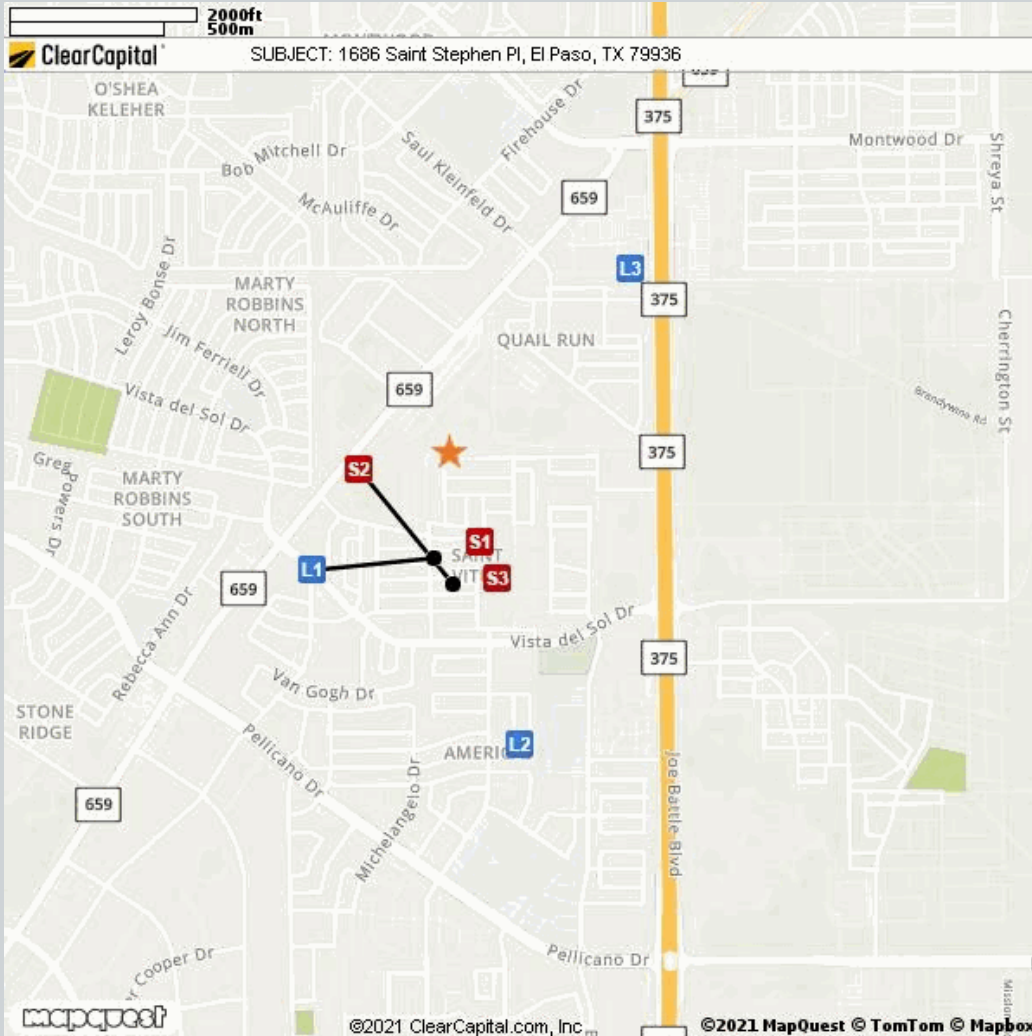 2000ft
500m
ClearCapital
SUBJECT: 1686 Saint Stephen Pl, El Paso, TX 79936
O'SHEA
KELEHER
Firehouse Dr
375
Montwood Dr
Shreya St
Bob Mitchell Dr
Saul Kleinfeld Dr
659
McAuliffe Dr
Leroy Bonse Dr
L3
375
MARTY
ROBBINS
NORTH
QUAIL RUN
Cherrington St
Jim Ferriell Dr
659
Vista del Sol Dr
Brandywine Rd
375
Greg Powers Dr
S2
MARTY
ROBBINS
SOUTH
S1
SAINT
L1
S3
659
Rebecca Ann Dr
Vista del Sol Dr
375
Van Gogh Dr
STONE
RIDGE
Pellicano Dr
L2
Michelangelo Dr
Joe Battle Blvd
659
Pellicano Dr
Cooper Dr
mapquest
©2021 ClearCapital.com, Inc
©2021 MapQuest © TomTom © Mapbox